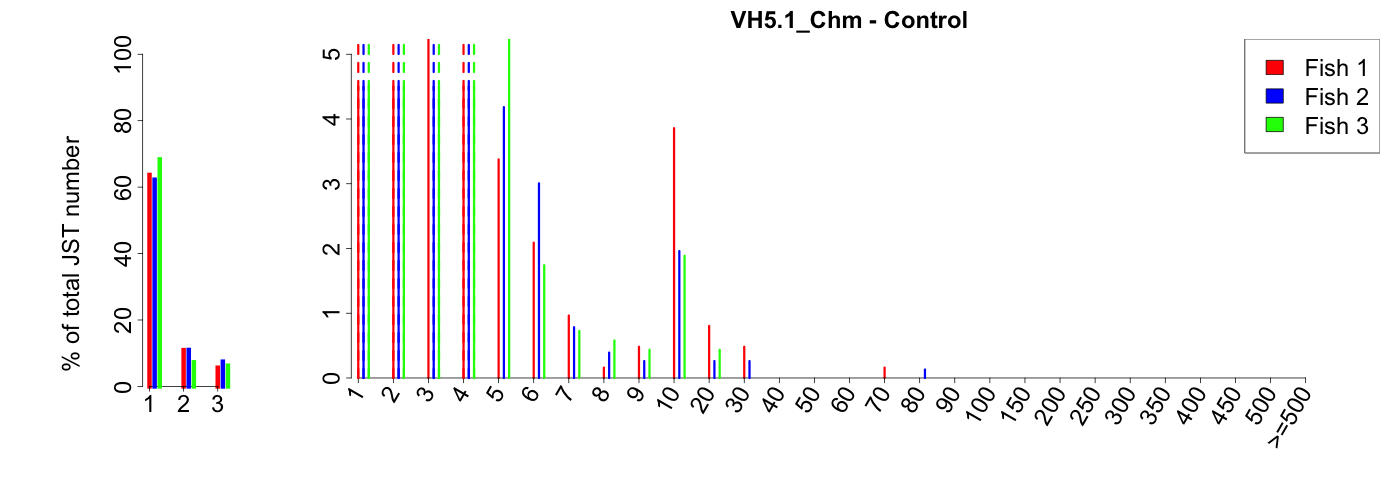 VH5.1_Chm - Control
% of total JST number
0 20 40 60 80 100
1 2 3
0 1 2 3 4 5
1 2 3 4 5 6 7 8 9 10 20 30 40 50 60 70 80 90 100 150 200 250 300 350 400 450 500 >=500
Fish 1
Fish 2
Fish 3